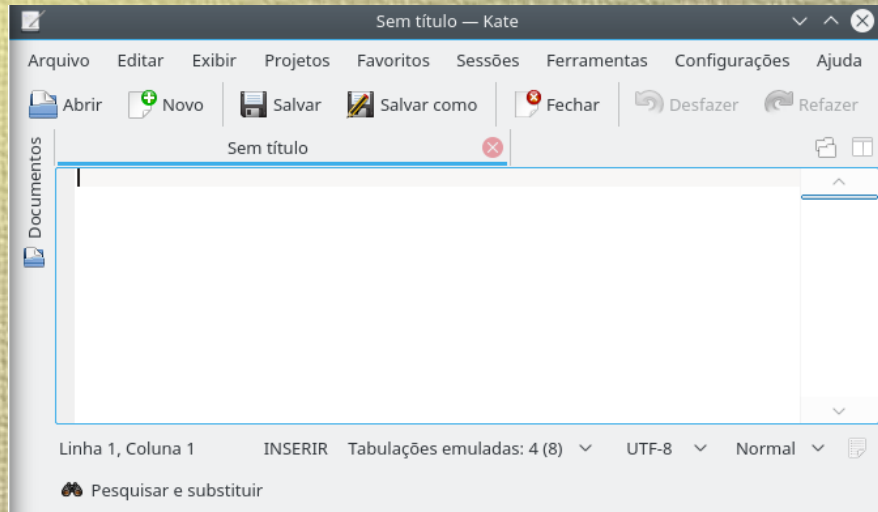 Sem título — Kate
Arquivo Editar Exibir Projetos Favoritos Sessões Ferramentas Configurações Ajuda
Abrir Novo Salvar Salvar como Fechar Desfazer Refazer
Documentos
Sem título
Linha 1, Coluna 1 INSERIR Tabulações emuladas: 4 (8) UTF-8 Normal
Pesquisar e substituir